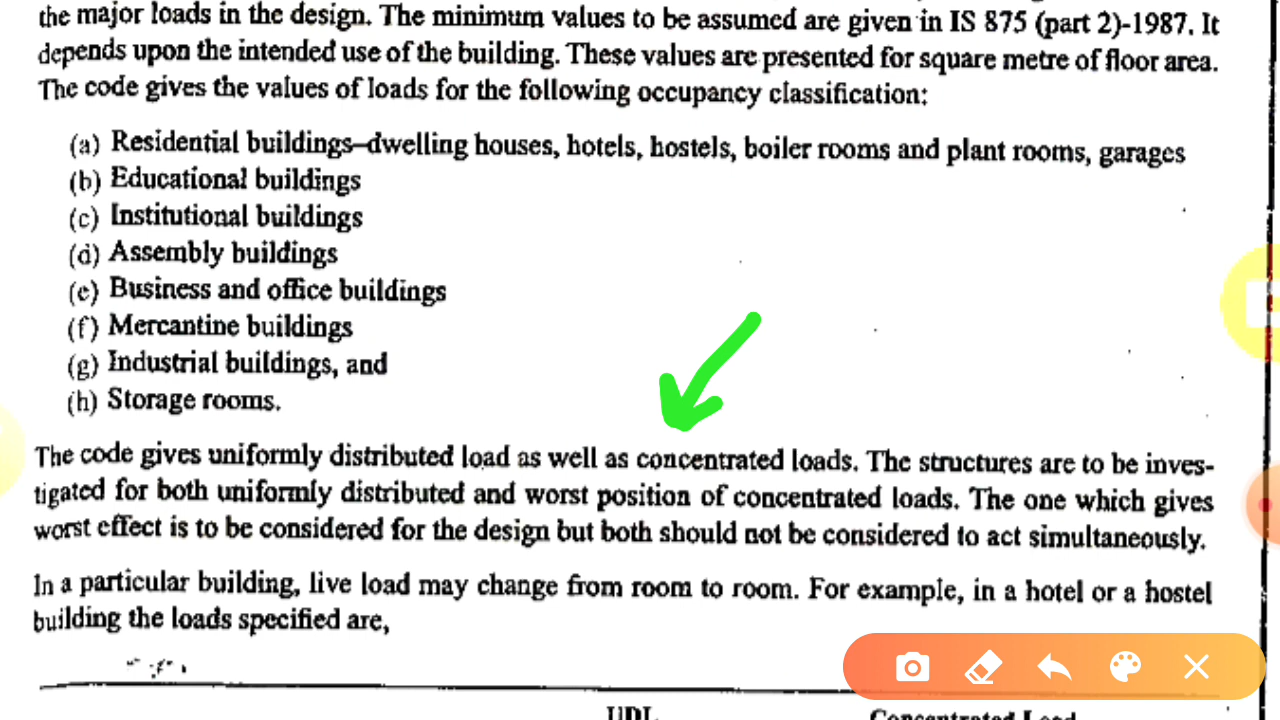 the major loads in the design. The minimum values to be assumed are given in IS 875 (part 2)-1987. It
depends upon the intended use of the building. These values are presented for square metre of floor area.
The code gives the values of loads for the following occupancy classification:
(a) Residential buildings–dwelling houses, hotels, hostels, boiler rooms and plant rooms, garages
(b) Educational buildings
(c) Institutional buildings
(d) Assembly buildings
(e) Business and office buildings
(f) Mercantine buildings
(g) Industrial buildings, and
(h) Storage rooms.
The code gives uniformly distributed load as well as concentrated loads. The structures are to be inves-
tigated for both uniformly distributed and worst position of concentrated loads. The one which gives
worst effect is to be considered for the design but both should not be considered to act simultaneously.
In a particular building, live load may change from room to room. For example, in a hotel or a hostel
building the loads specified are,
UDL Concentrated Load